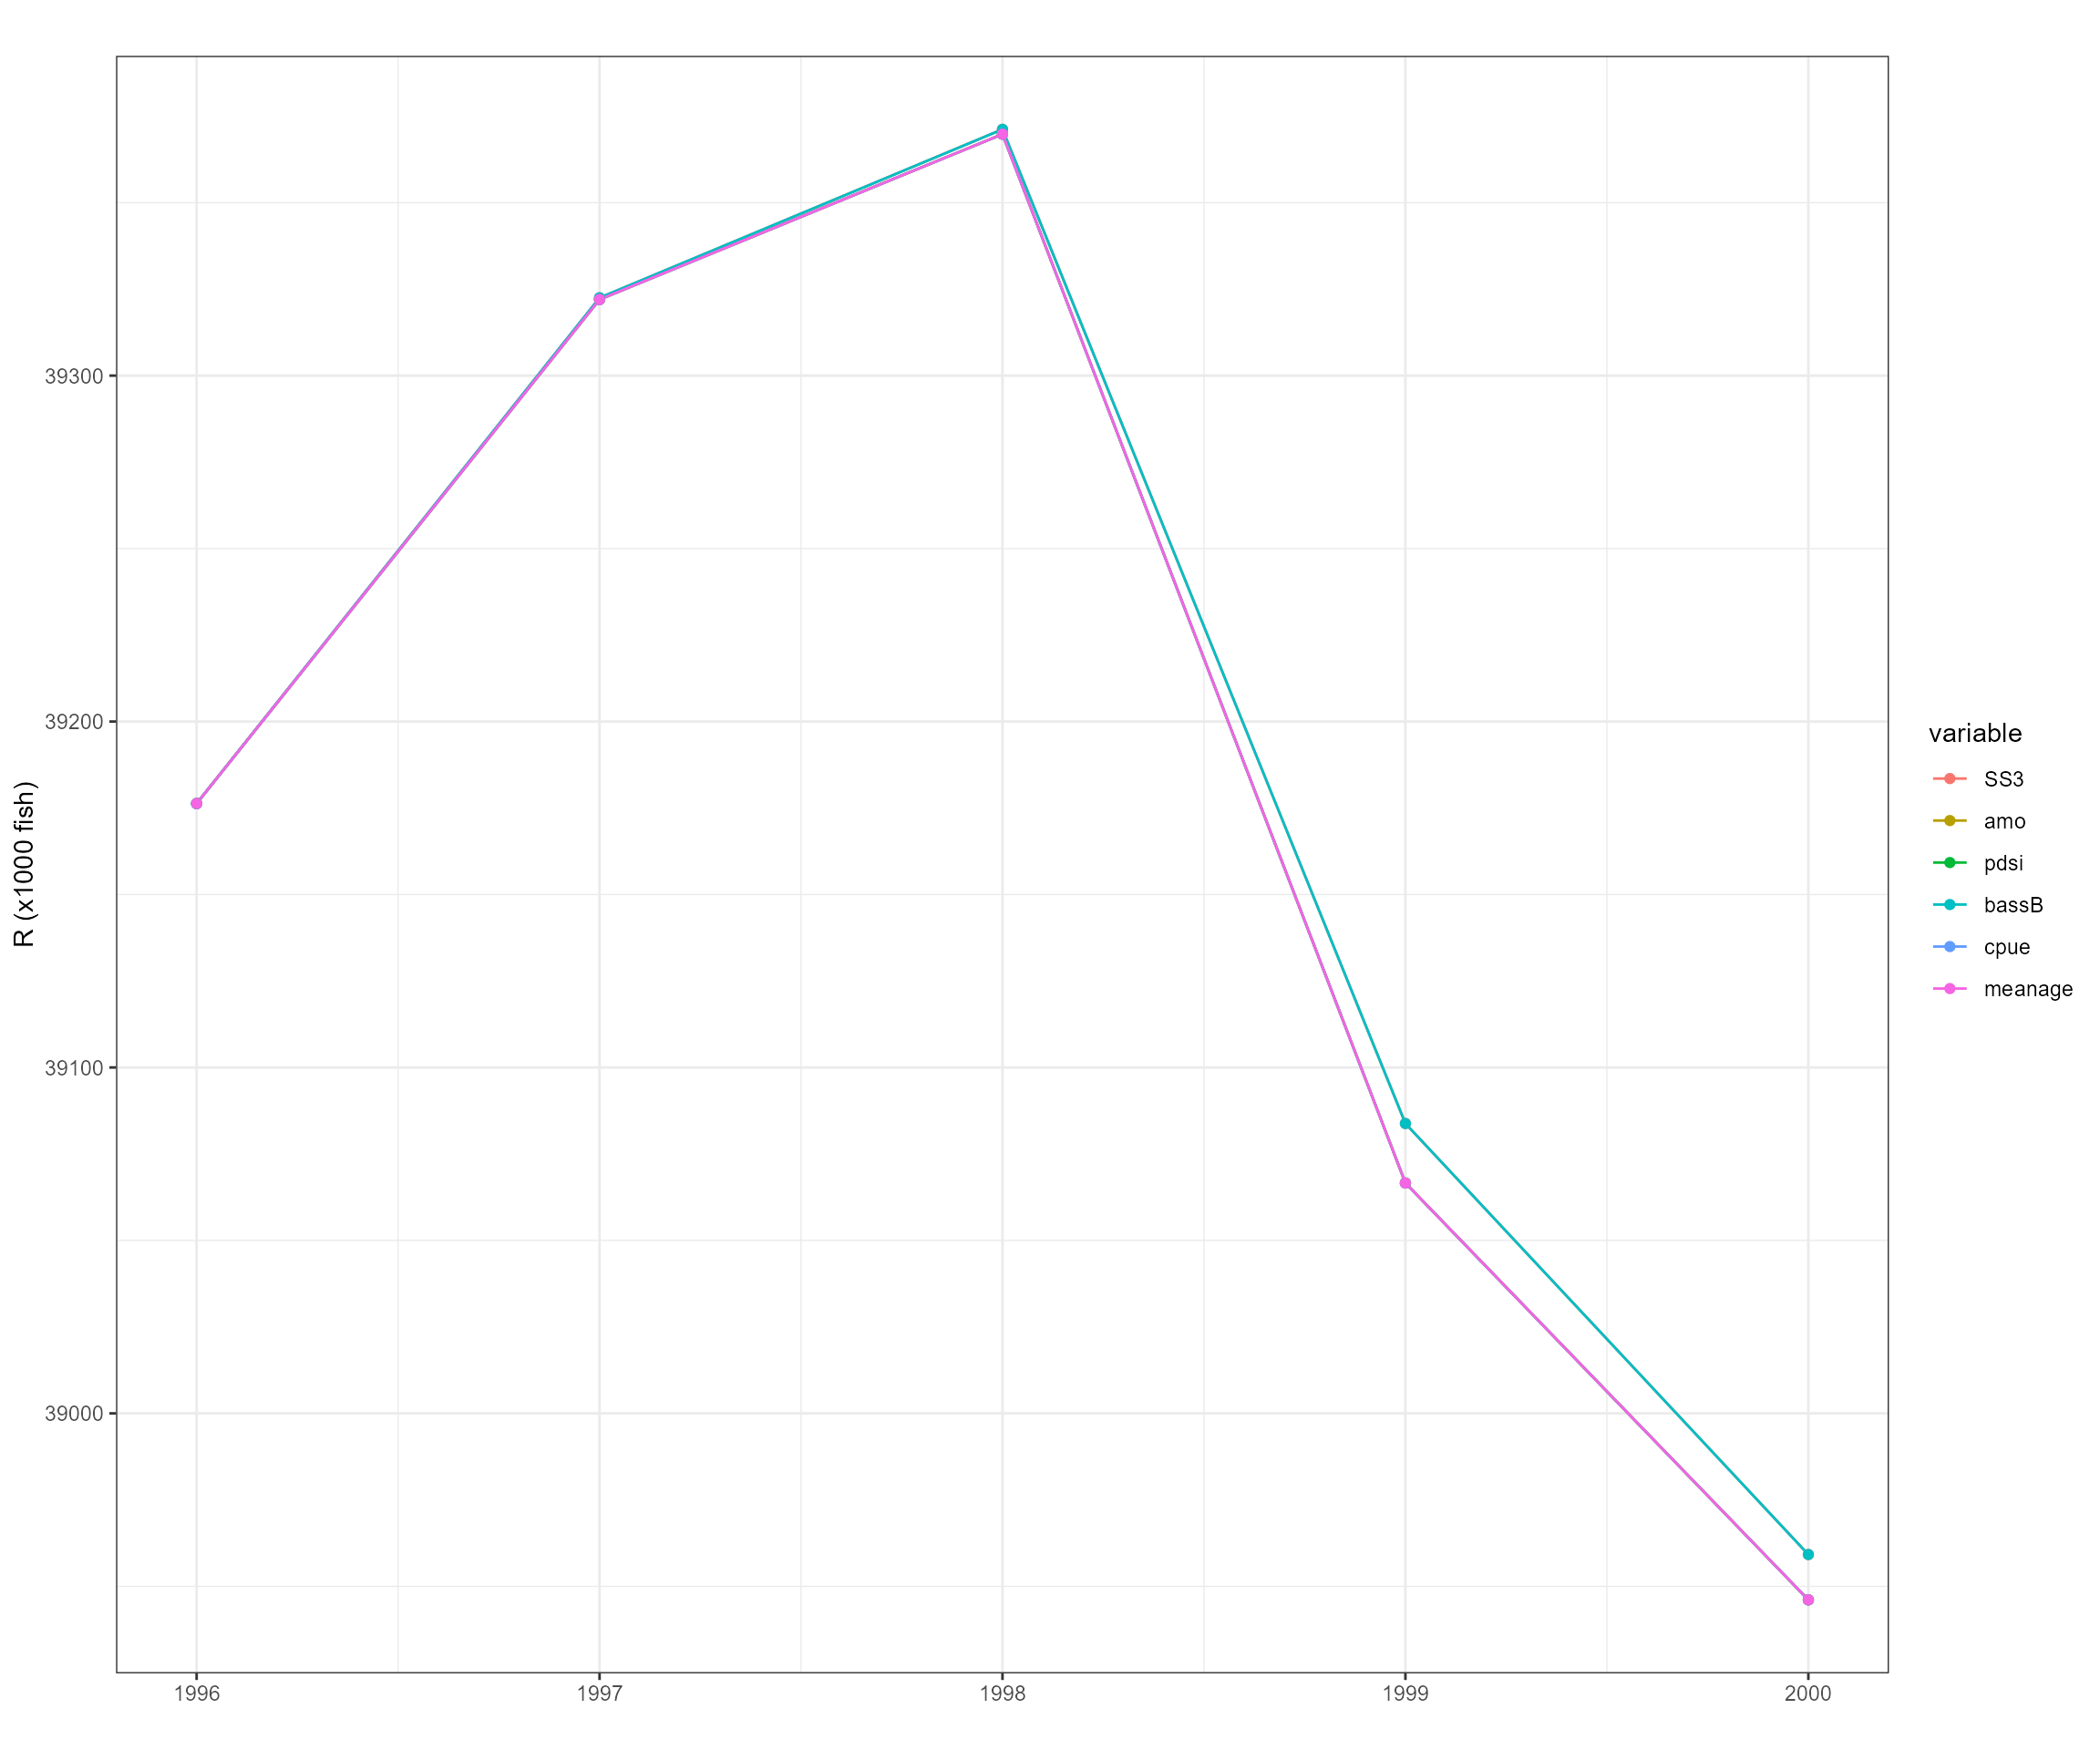 R (x1000 fish)
39300
39200
39100
39000
1996
1997
1998
1999
2000
variable
SS3
amo
pdsi
bassB
cpue
meanage